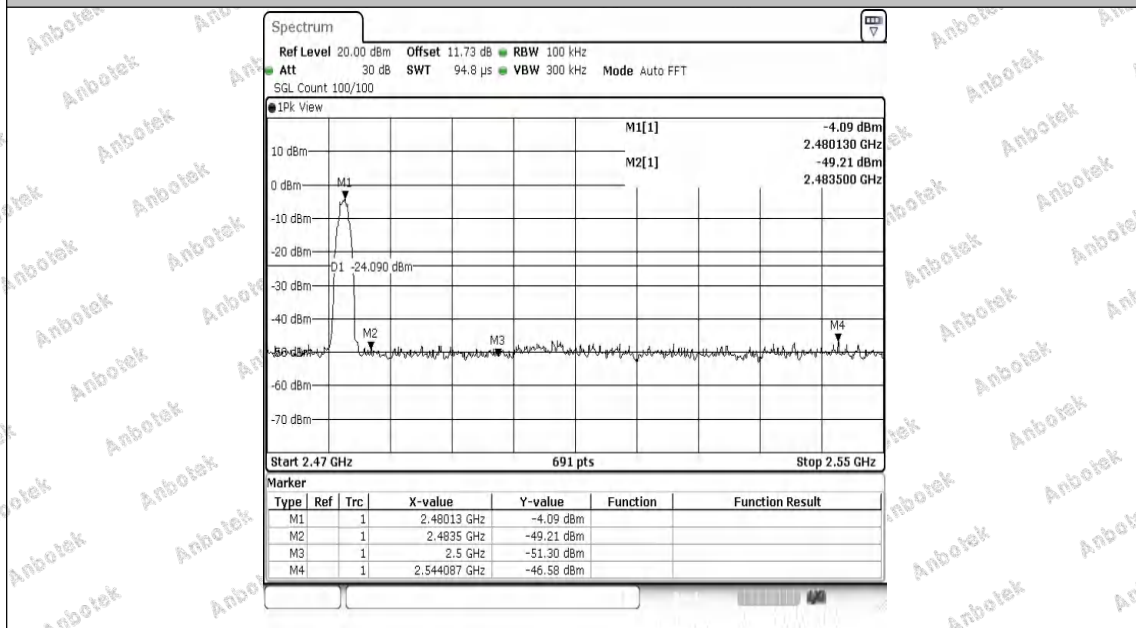 Spectrum
Ref Level 20.00 dBm Offset 11.73 dB RBW 100 kHz
Att 30 dB SWT 94.8 µs VBW 300 kHz Mode Auto FFT
SGL Count 100/100
1Pk View
M1[1] -4.09 dBm
2.480130 GHz
M2[1] -49.21 dBm
2.483500 GHz
10 dBm
0 dBm
M1
-10 dBm
-20 dBm
D1 -24.090 dBm
-30 dBm
-40 dBm
M2
M3
M4
-50 dBm
-60 dBm
-70 dBm
Start 2.47 GHz 691 pts Stop 2.55 GHz
Marker
Type Ref Trc X-value Y-value Function Function Result
M1 1 2.48013 GHz -4.09 dBm
M2 1 2.4835 GHz -49.21 dBm
M3 1 2.5 GHz -51.30 dBm
M4 1 2.544087 GHz -46.58 dBm
Anbotek